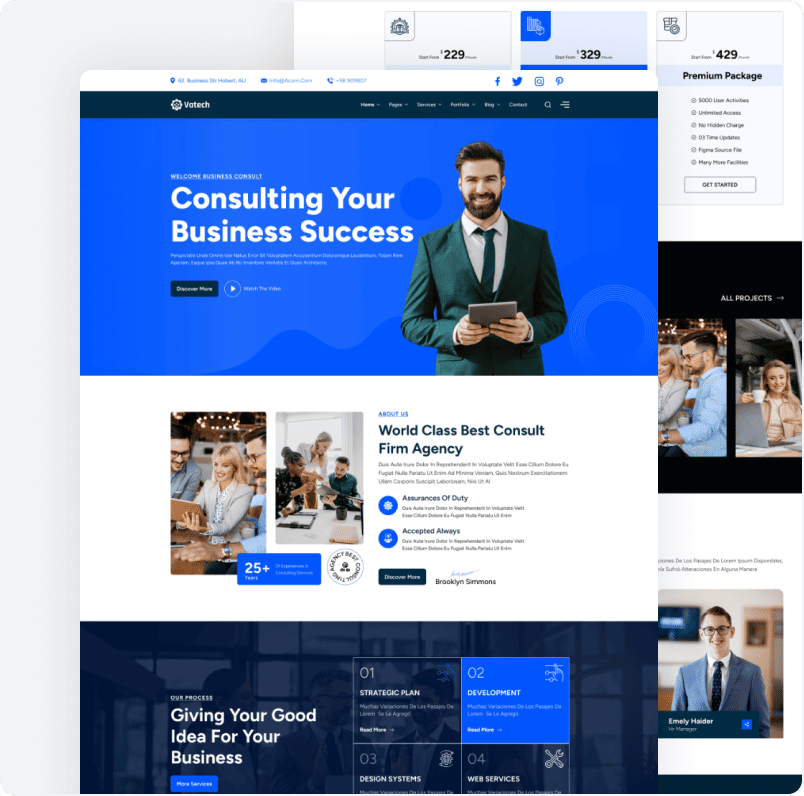 Start From $229/Month
Start From $329/Month
Start From $429/Month
Premium Package
5000 User Activities
Unlimited Access
No Hidden Charge
03 Time Updates
Figma Source File
Many More Facilities
GET STARTED
02, Business Str Hobert, AU
Info@Acorn.Com
+98 909807
Vatech
Home
Pages
Services
Portfolio
Blog
Contact
WELCOME BUSINESS CONSULT
Consulting Your
Business Success
Perspiciatis Unde Omnis Iste Natus Error Sit Voluptatem Accusantium Doloremque Laudantium, Totam Rem
Aperiam, Eaque Ipsa Quae Ab Illo Inventore Veritatis Et Quasi Architecto.
Discover More
Watch The Video
ALL PROJECTS →
ABOUT US
World Class Best Consult
Firm Agency
Duis Aute Irure Dolor In Reprehenderit In Voluptate Velit Esse Cillum Dolore Eu
Fugiat Nulla Pariatu Ut Enim Ad Minima Veniam, Quis Nostrum Exercitationem
Ullam Corporis Suscipit Laboriosam, Nisi Ut Al
Assurances Of Duty
Duis Aute Irure Dolor In Reprehenderit In Voluptate Velit
Esse Cillum Dolore Eu Fugiat Nulla Pariatu Ut Enim
Accepted Always
Duis Aute Irure Dolor In Reprehenderit In Voluptate Velit
Esse Cillum Dolore Eu Fugiat Nulla Pariatu Ut Enim
25+
Years
Of Experiences In
Consulting Services
AGENCY BEST CONSULTING
Discover More
Brooklyn Simmons
De Los Pasajes De Lorem Ipsum Disponibles,
Sufrió Alteraciones En Alguna Manera
Emely Haider
Hr Manager
OUR PROCESS
Giving Your Good
Idea For Your
Business
More Services
01
STRATEGIC PLAN
Muchas Variaciones De Los Pasajes De
Lorem Se Le Agregó
Read More →
02
DEVELOPMENT
Muchas Variaciones De Los Pasajes De
Lorem Se Le Agregó
Read More →
03
DESIGN SYSTEMS
Muchas Variaciones De Los Pasajes De
04
WEB SERVICES
Muchas Variaciones De Los Pasajes De